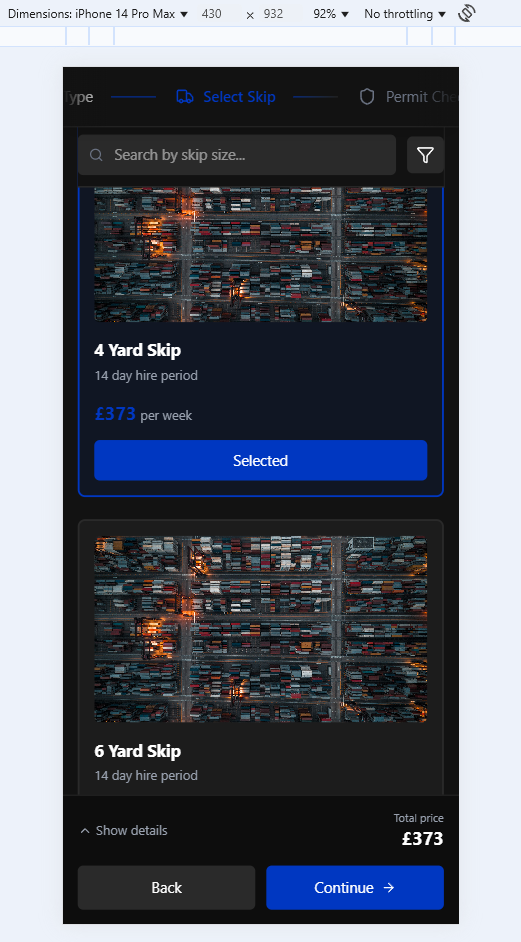 Dimensions: iPhone 14 Pro Max 430 × 932 92% No throttling
Type Select Skip Permit Che
Search by skip size...
4 Yard Skip
14 day hire period
£373 per week
Selected
6 Yard Skip
14 day hire period
Show details
Total price
£373
Back
Continue